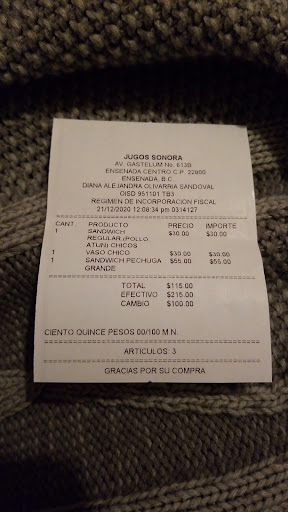 JUGOS SONORA
AV. GASTELUM No. 613B
ENSENADA CENTRO C.P. 22800
ENSENADA, B.C
DIANA ALEJANDRA OLIVARRIA SANDOVAL
OISD 951101 TB3
REGIMEN DE INCORPORACION FISCAL
21/12/2020 12:08:34 pm 0314127
CANT. PRODUCTO PRECIO IMPORTE
1 SANDWICH $30.00 $30.00
REGULAR (POLLO,
ATUN) CHICOS
1 VASO CHICO $30.00 $30.00
1 SANDWICH PECHUGA $55.00 $55.00
GRANDE
TOTAL $115.00
EFECTIVO $215.00
CAMBIO $100.00
CIENTO QUINCE PESOS 00/100 M.N.
ARTICULOS: 3
GRACIAS POR SU COMPRA